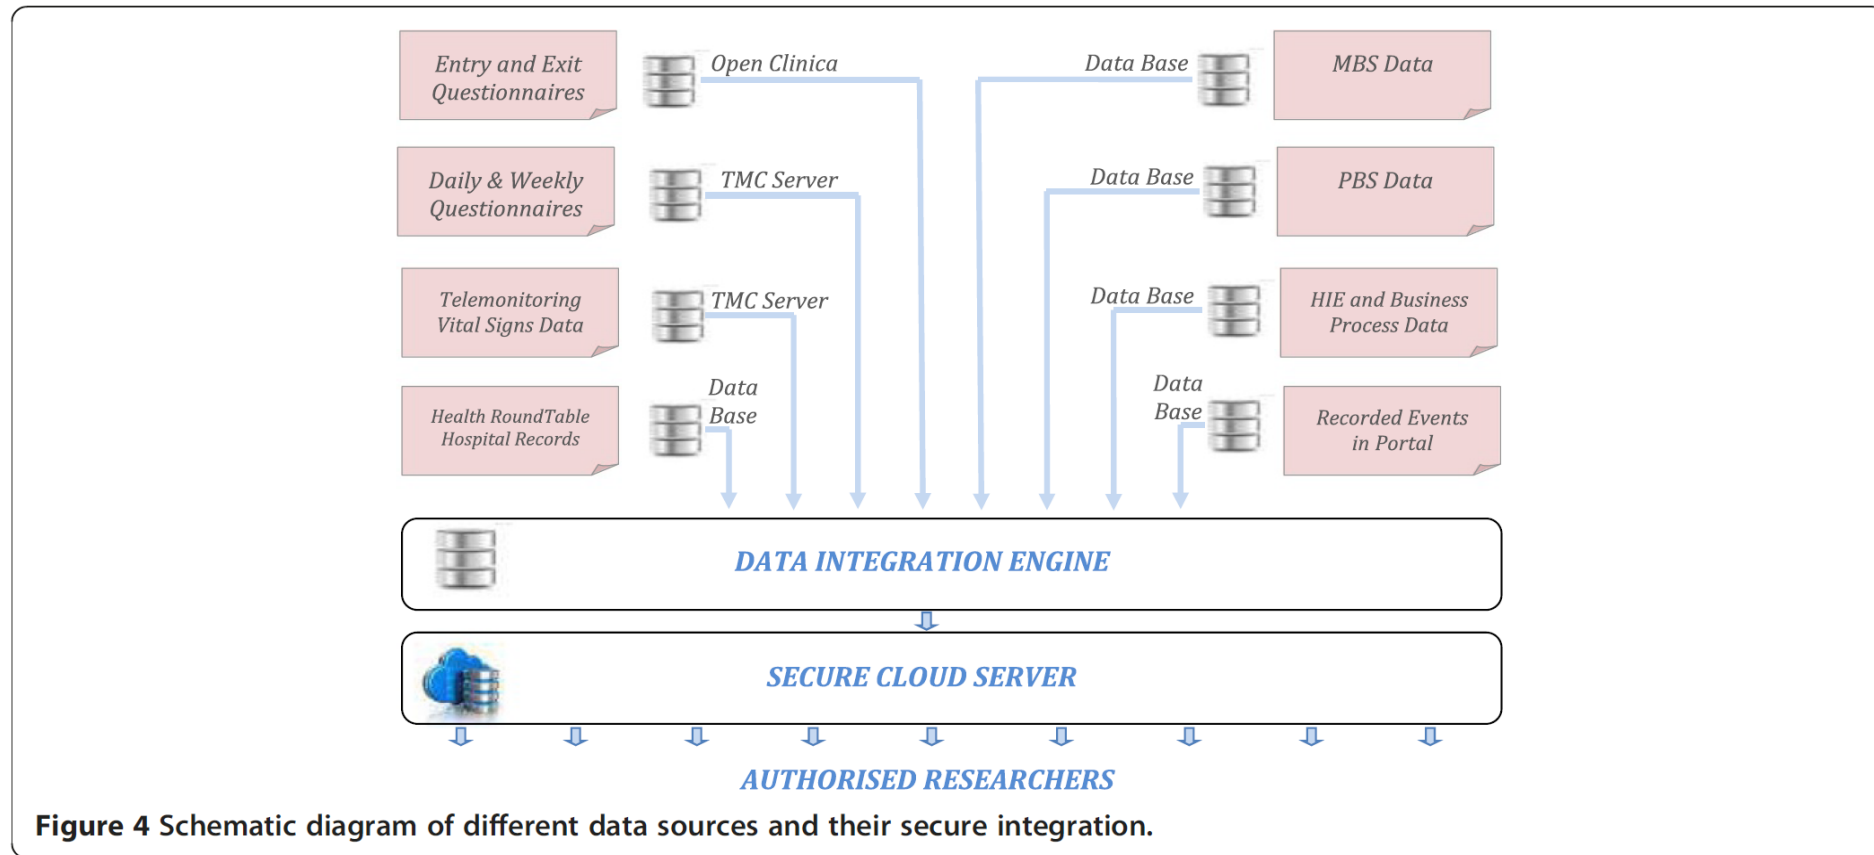 Entry and Exit
Questionnaires
Open Clinica
Data Base
MBS Data
Daily & Weekly
Questionnaires
TMC Server
Data Base
PBS Data
Telemonitoring
Vital Signs Data
TMC Server
Data Base
HIE and Business
Process Data
Health RoundTable
Hospital Records
Data
Base
Data
Base
Recorded Events
in Portal
DATA INTEGRATION ENGINE
SECURE CLOUD SERVER
AUTHORISED RESEARCHERS
Figure 4 Schematic diagram of different data sources and their secure integration.